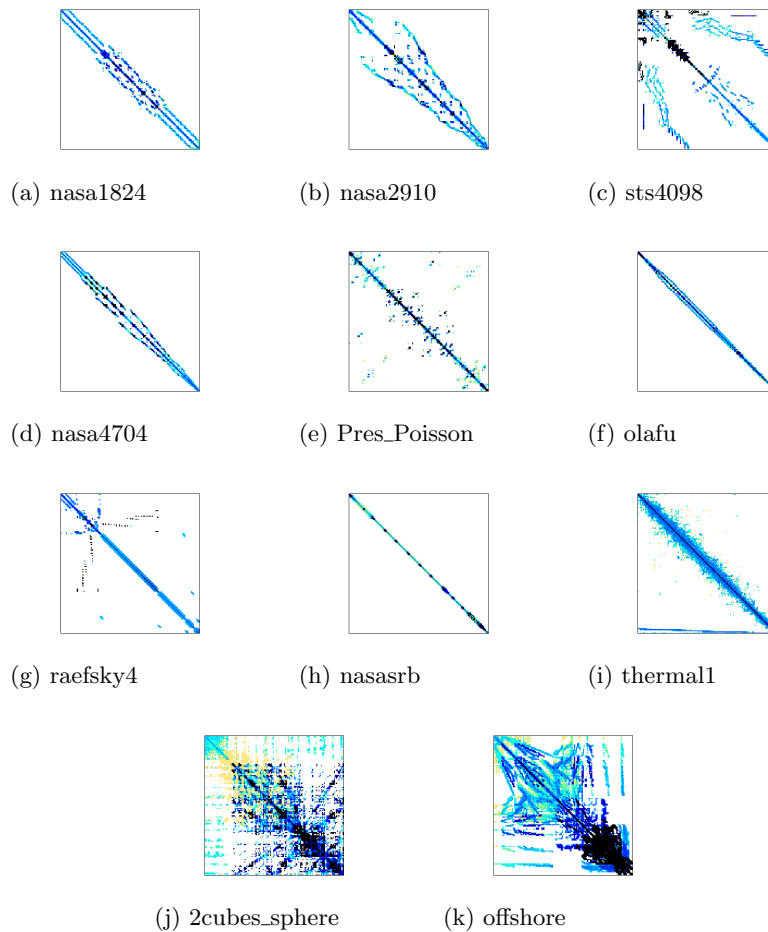 (a) nasa1824
(b) nasa2910
(c) sts4098
(d) nasa4704
(e) Pres_Poisson
(f) olafu
(g) raefsky4
(h) nasasrb
(i) thermal1
(j) 2cubes_sphere
(k) offshore